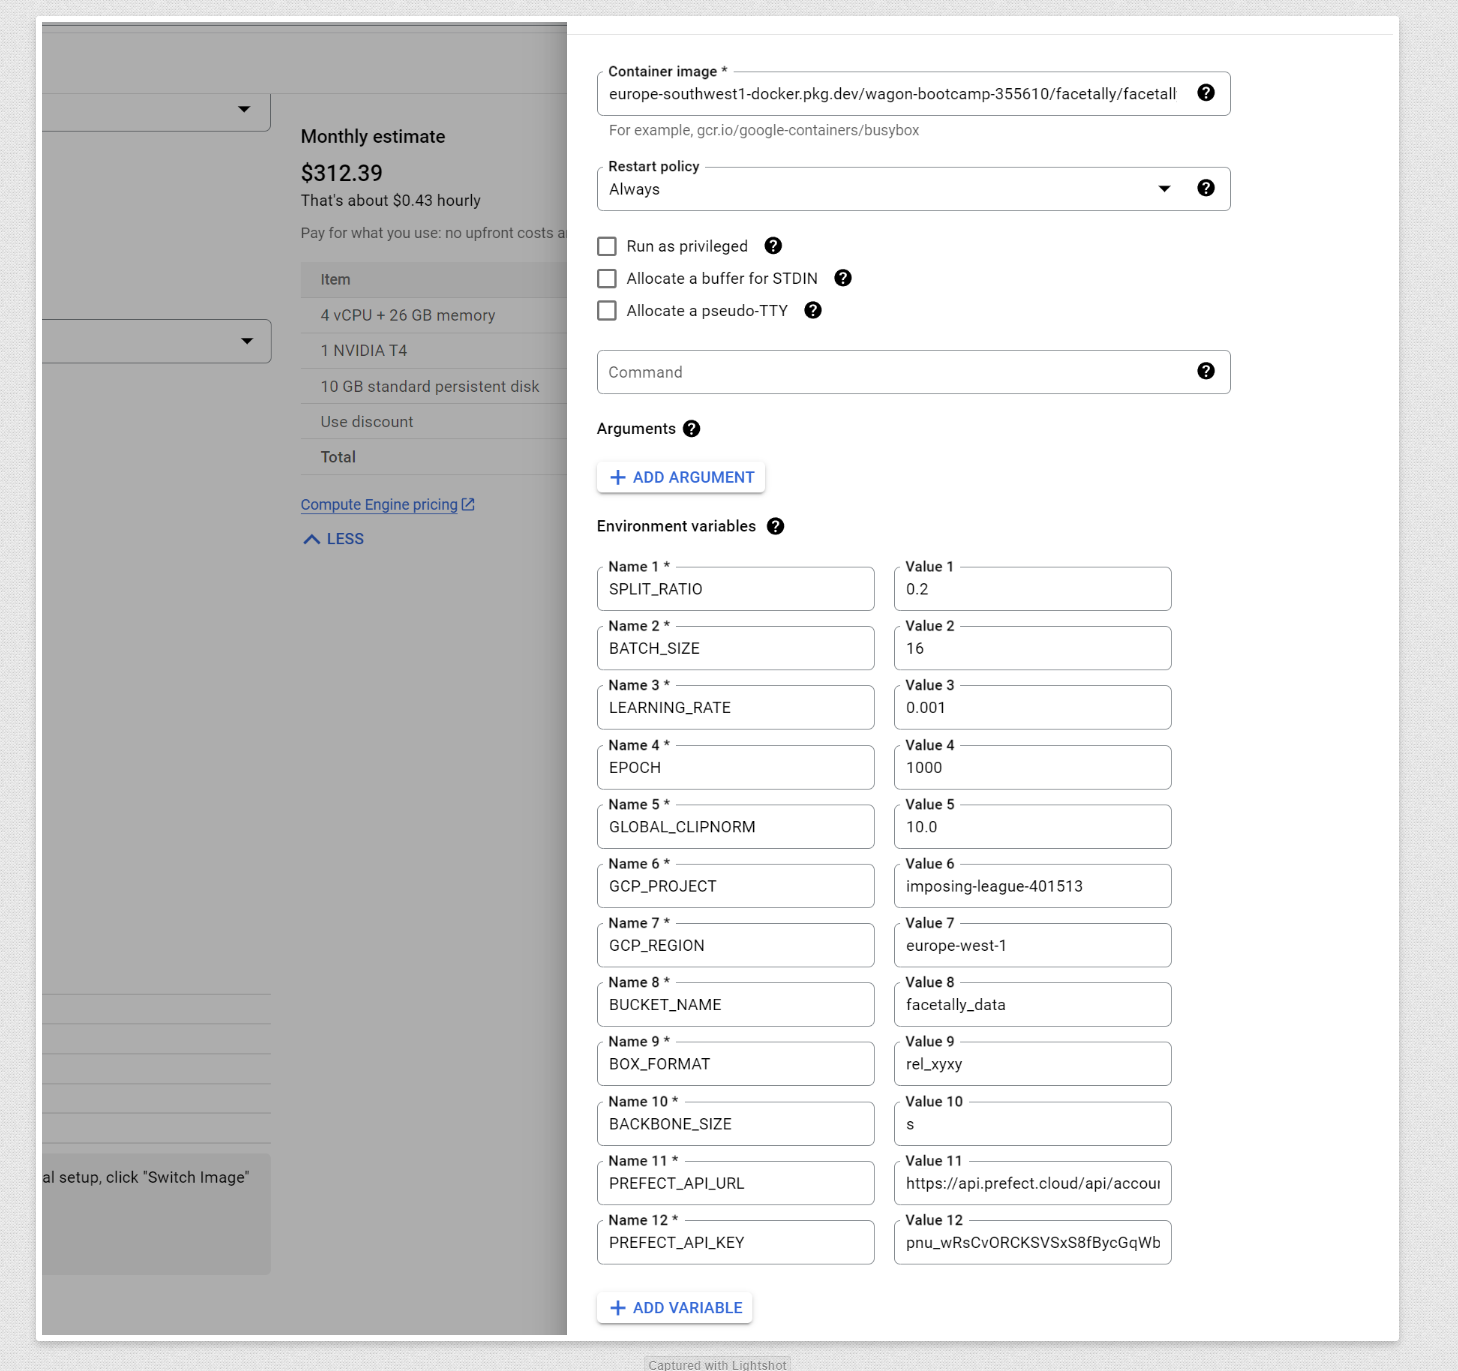 Monthly estimate
$312.39
That's about $0.43 hourly
Pay for what you use: no upfront costs
Item
4 vCPU + 26 GB memory
1 NVIDIA T4
10 GB standard persistent disk
Use discount
Total
Compute Engine pricing
LESS
al setup, click "Switch Image"
Container image *
europe-southwest1-docker.pkg.dev/wagon-bootcamp-355610/facetally/facetall
For example, gcr.io/google-containers/busybox
Restart policy
Always
Run as privileged
Allocate a buffer for STDIN
Allocate a pseudo-TTY
Command
Arguments
+ ADD ARGUMENT
Environment variables
Name 1 * Value 1
SPLIT_RATIO 0.2
Name 2 * Value 2
BATCH_SIZE 16
Name 3 * Value 3
LEARNING_RATE 0.001
Name 4 * Value 4
EPOCH 1000
Name 5 * Value 5
GLOBAL_CLIPNORM 10.0
Name 6 * Value 6
GCP_PROJECT imposing-league-401513
Name 7 * Value 7
GCP_REGION europe-west-1
Name 8 * Value 8
BUCKET_NAME facetally_data
Name 9 * Value 9
BOX_FORMAT rel_xyxy
Name 10 * Value 10
BACKBONE_SIZE s
Name 11 * Value 11
PREFECT_API_URL https://api.prefect.cloud/api/accour
Name 12 * Value 12
PREFECT_API_KEY pnu_wRsCvORCKSVSxS8fBycGqWb
+ ADD VARIABLE
Captured with Lightshot